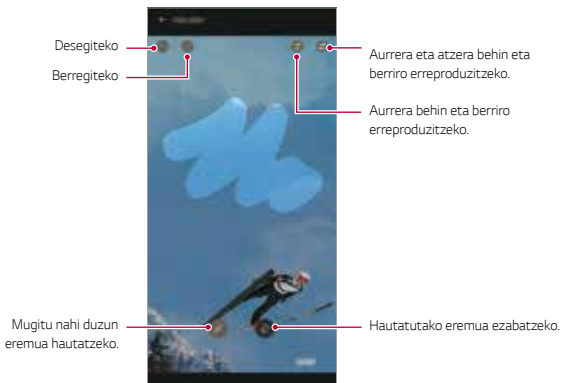 Desegiteko
Berregiteko
Aurrera eta atzera behin eta
berriro erreproduzitzeko.
Aurrera behin eta berriro
erreproduzitzeko.
Mugitu nahi duzun
eremua hautatzeko.
Hautatutako eremua ezabatzeko.